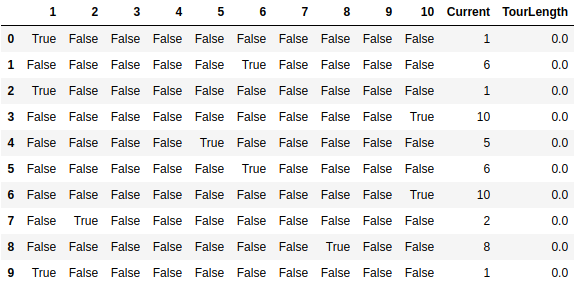 1 2 3 4 5 6 7 8 9 10 Current TourLength
0 True False False False False False False False False False 1 0.0
1 False False False False False True False False False False 6 0.0
2 True False False False False False False False False False 1 0.0
3 False False False False False False False False False True 10 0.0
4 False False False False True False False False False False 5 0.0
5 False False False False False True False False False False 6 0.0
6 False False False False False False False False False True 10 0.0
7 False True False False False False False False False False 2 0.0
8 False False False False False False False True False False 8 0.0
9 True False False False False False False False False False 1 0.0